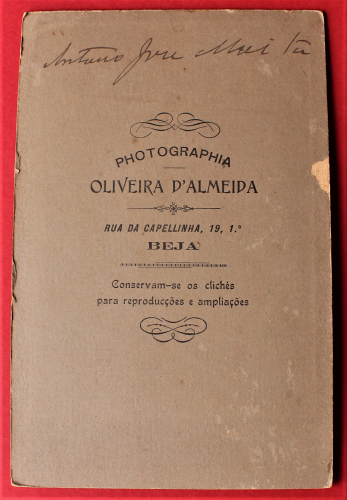 Antonio Jose
PHOTOGRAPHIA
OLIVEIRA D'ALMEIDA
RUA DA CAPELLINHA, 19, 1.º
BEJA
Conservam-se os clichés
para reproducções e ampliações